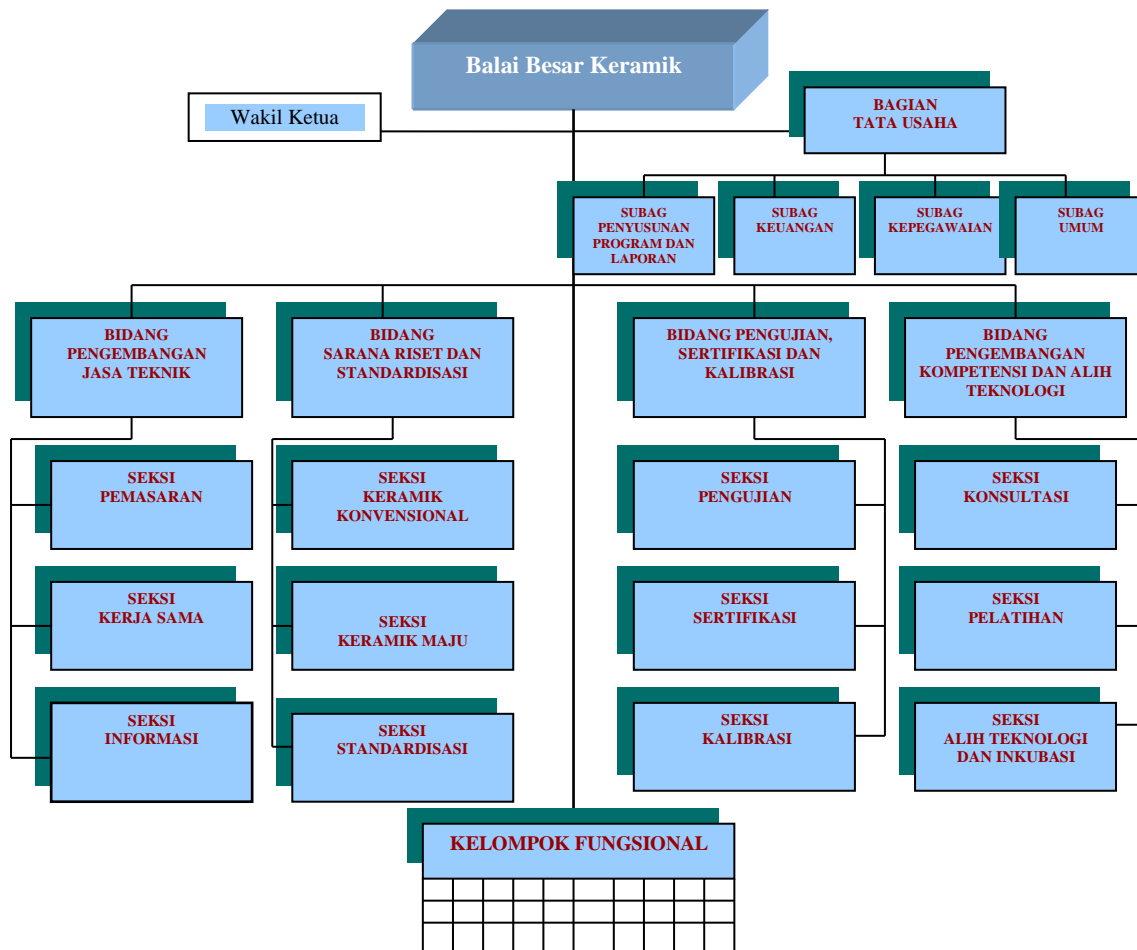 Balai Besar Keramik
Wakil Ketua
BAGIAN
TATA USAHA
SUBAG
PENYUSUNAN
PROGRAM DAN
LAPORAN
SUBAG
KEUANGAN
SUBAG
KEPEGAWAIAN
SUBAG
UMUM
BIDANG
PENGEMBANGAN
JASA TEKNIK
BIDANG
SARANA RISET DAN
STANDARDISASI
BIDANG PENGUJIAN,
SERTIFIKASI DAN
KALIBRASI
BIDANG
PENGEMBANGAN
KOMPETENSI DAN ALIH
TEKNOLOGI
SEKSI
PEMASARAN
SEKSI
KERAMIK
KONVENSIONAL
SEKSI
PENGUJIAN
SEKSI
KONSULTASI
SEKSI
KERJA SAMA
SEKSI
KERAMIK MAJU
SEKSI
SERTIFIKASI
SEKSI
PELATIHAN
SEKSI
INFORMASI
SEKSI
STANDARDISASI
SEKSI
KALIBRASI
SEKSI
ALIH TEKNOLOGI
DAN INKUBASI
KELOMPOK FUNGSIONAL